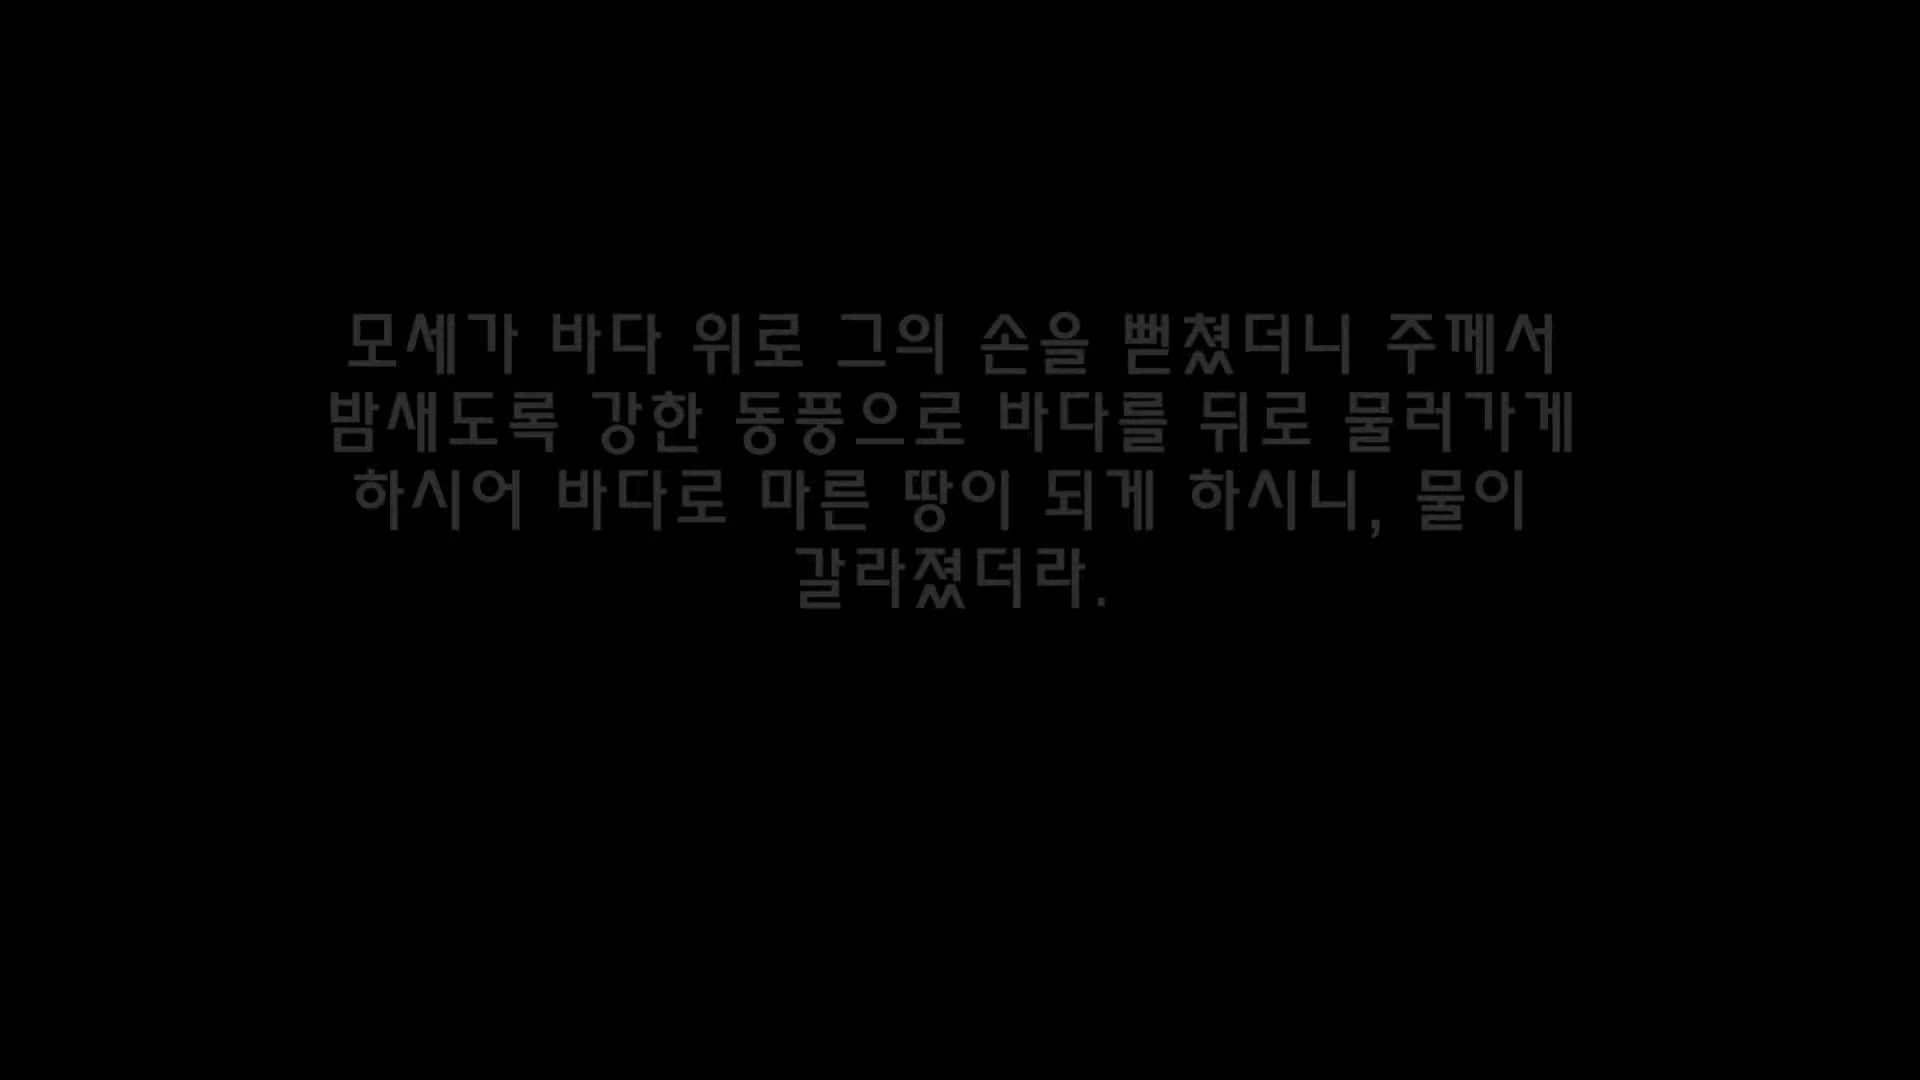 모세가 바다 위로 그의 손을 뻗쳤더니 주께서
밤새도록 강한 동풍으로 바다를 뒤로 물러가게
하시어 바다로 마른 땅이 되게 하시니, 물이
갈라졌더라.